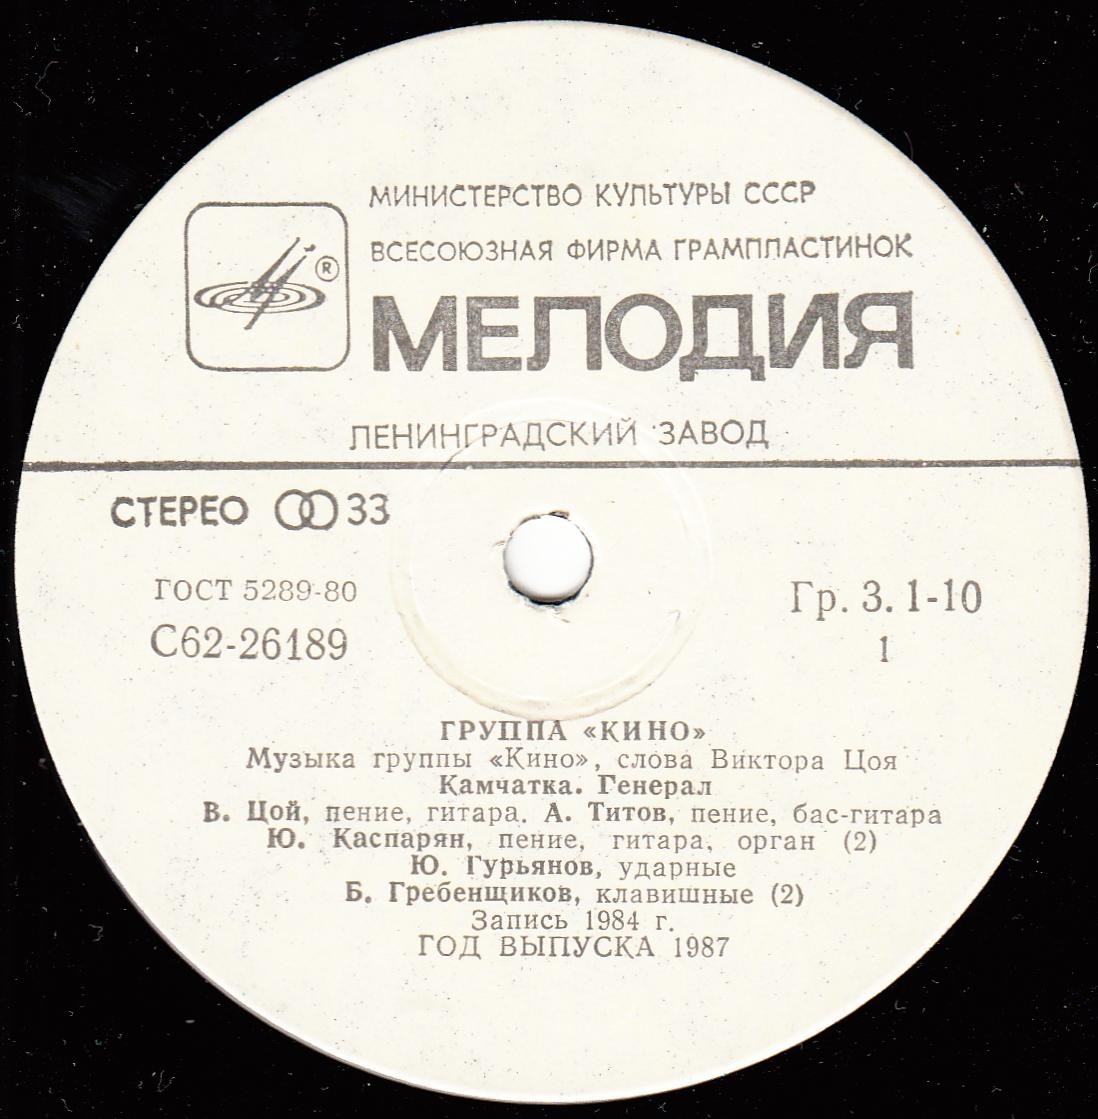 МИНИСТЕРСТВО КУЛЬТУРЫ СССР
ВСЕСОЮЗНАЯ ФИРМА ГРАМПЛАСТИНОК
®
МЕЛОДИЯ
ЛЕНИНГРАДСКИЙ ЗАВОД
СТЕРЕО 33
ГОСТ 5289-80
Гр. 3. 1-10
С62-26189
1
ГРУППА «КИНО»
Музыка группы «Кино», слова Виктора Цоя
Камчатка. Генерал
В. Цой, пение, гитара. А. Титов, пение, бас-гитара
Ю. Каспарян, пение, гитара, орган (2)
Ю. Гурьянов, ударные
Б. Гребенщиков, клавишные (2)
Запись 1984 г.
ГОД ВЫПУСКА 1987